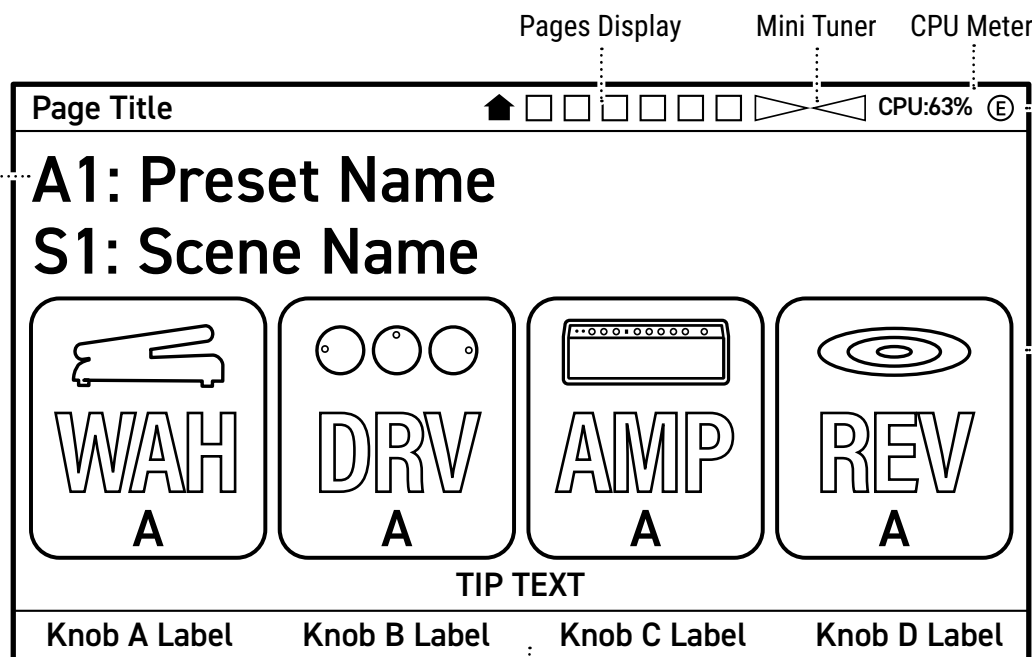 Pages Display Mini Tuner CPU Meter
Page Title CPU:63% E
A1: Preset Name
S1: Scene Name
WAH DRV AMP REV
A A A A
TIP TEXT
Knob A Label Knob B Label Knob C Label Knob D Label